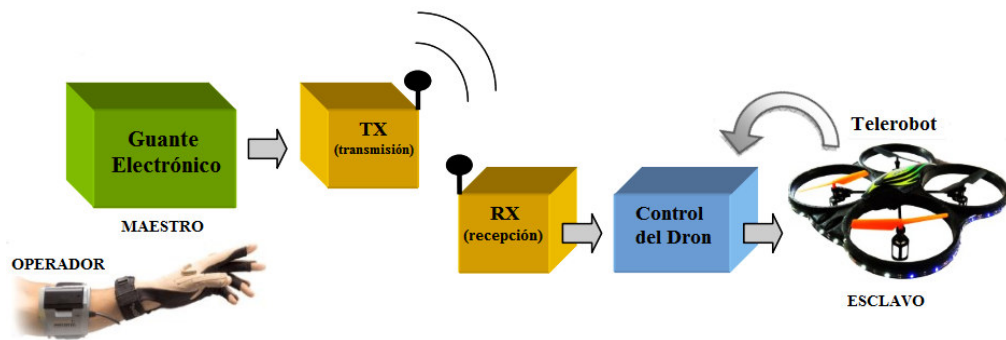 Guante
Electrónico
MAESTRO
OPERADOR
TX
(transmisión)
RX
(recepción)
Control
del Dron
Telerobot
ESCLAVO